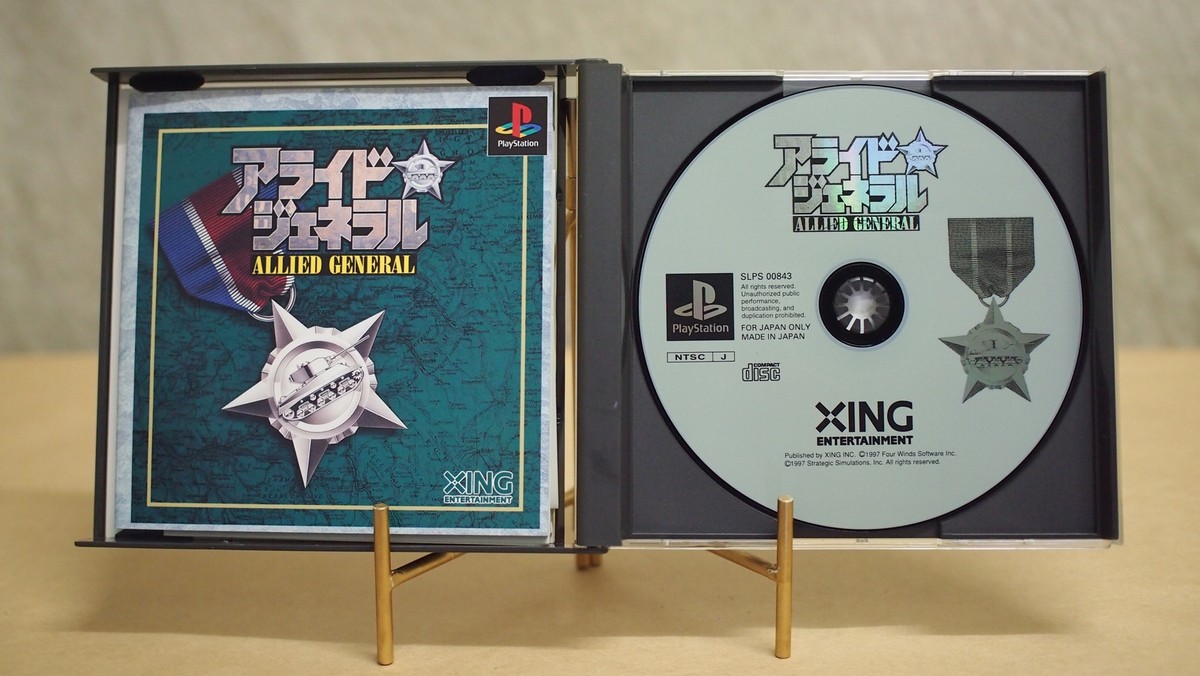 PlayStation
アライド
ジェネラル
ALLIED GENERAL
XING
ENTERTAINMENT
アライド
ジェネラル
ALLIED GENERAL
PlayStation
SLPS 00843
All rights reserved.
Unauthorized public
performance,
broadcasting, and
duplication prohibited.
FOR JAPAN ONLY
MADE IN JAPAN
NTSC J
COMPACT
disc
XING
ENTERTAINMENT
Published by XING INC. ©1997 Four Winds Software Inc.
©1997 Strategic Simulations, Inc. All rights reserved.